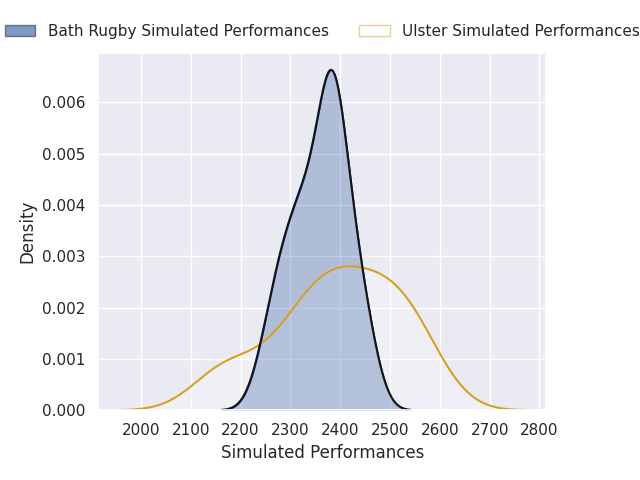 Bath Rugby Simulated Performances
Ulster Simulated Performances
0.006
0.005
0.004
0.003
0.002
0.001
0.000
Density
2000 2100 2200 2300 2400 2500 2600 2700 2800
Simulated Performances